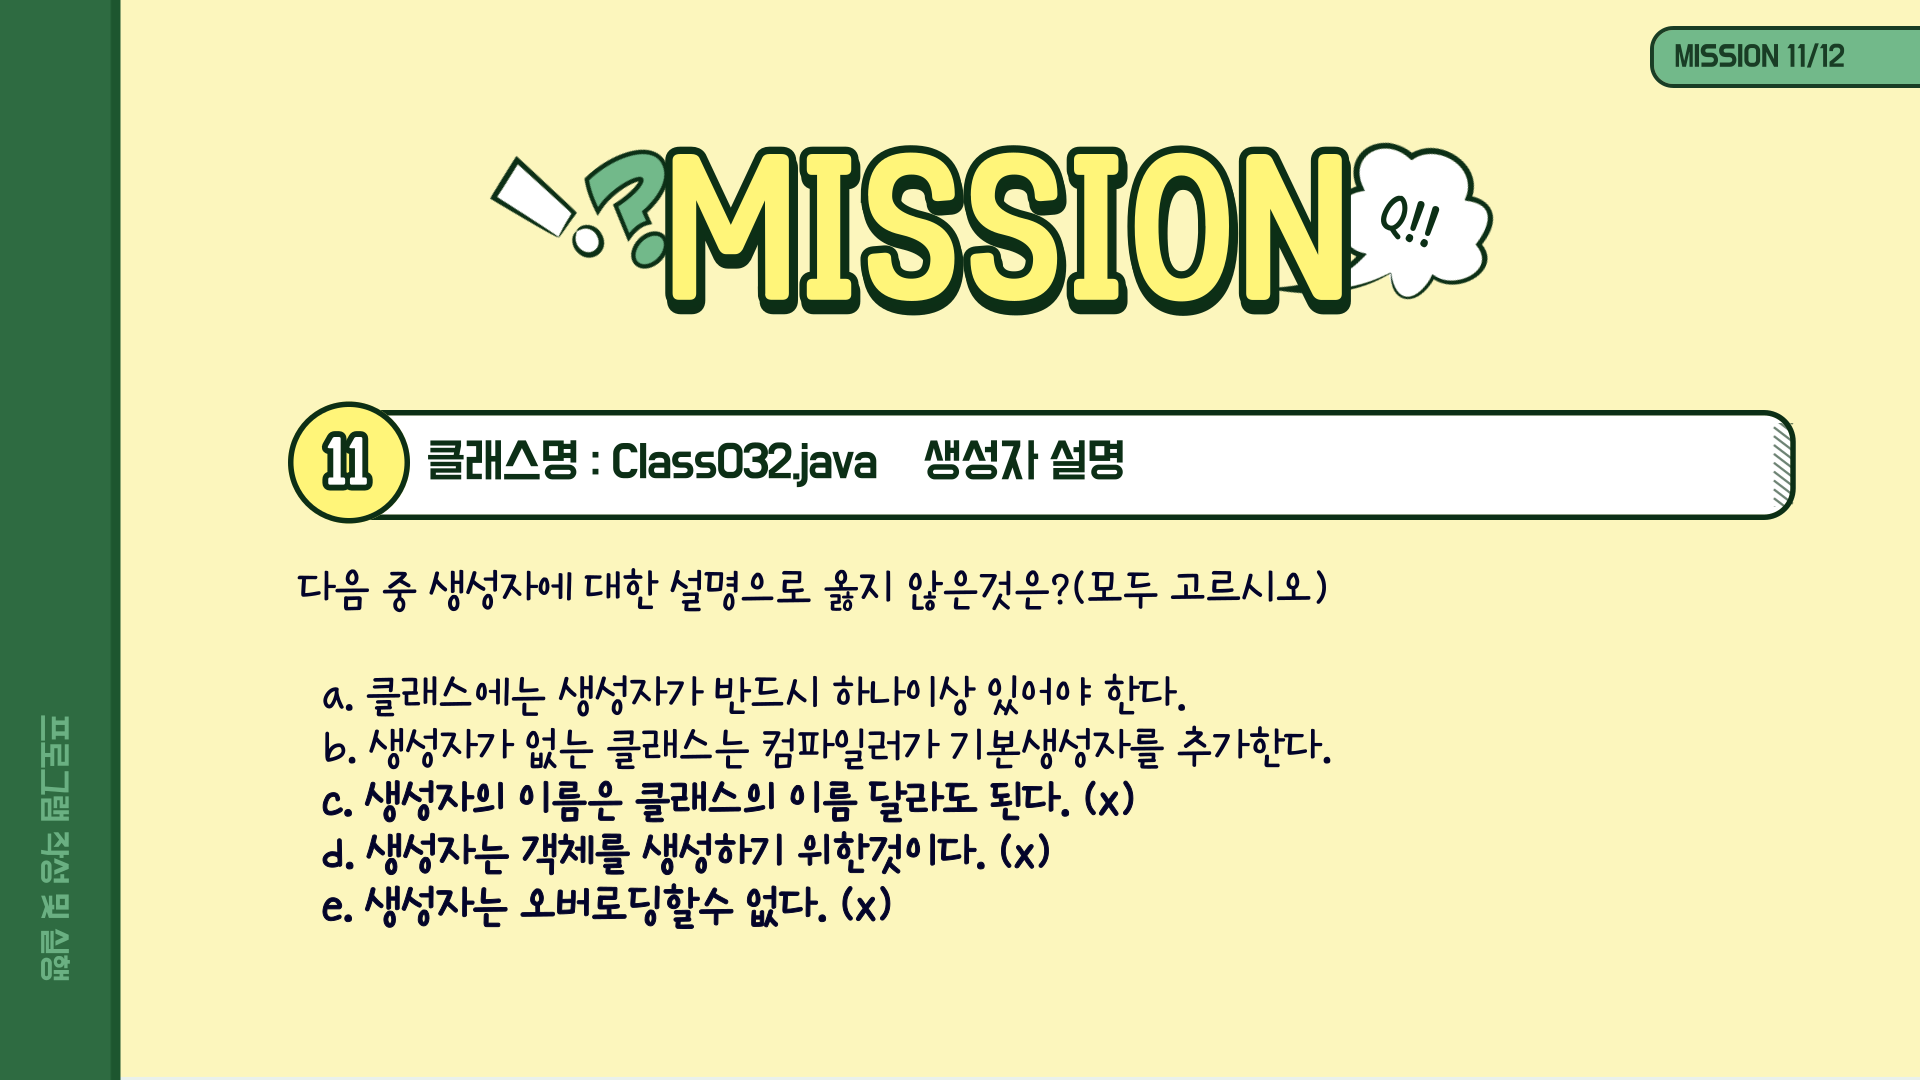 MISSION 11/12
MISSION
Q!!
11
클래스명 : Class032.java 생성자 설명
다음 중 생성자에 대한 설명으로 옳지 않은것은?(모두 고르시오)
a. 클래스에는 생성자가 반드시 하나이상 있어야 한다.
b. 생성자가 없는 클래스는 컴파일러가 기본생성자를 추가한다.
c. 생성자의 이름은 클래스의 이름 달라도 된다. (x)
d. 생성자는 객체를 생성하기 위한것이다. (x)
e. 생성자는 오버로딩할수 없다. (x)
프로그램 작성 및 실행